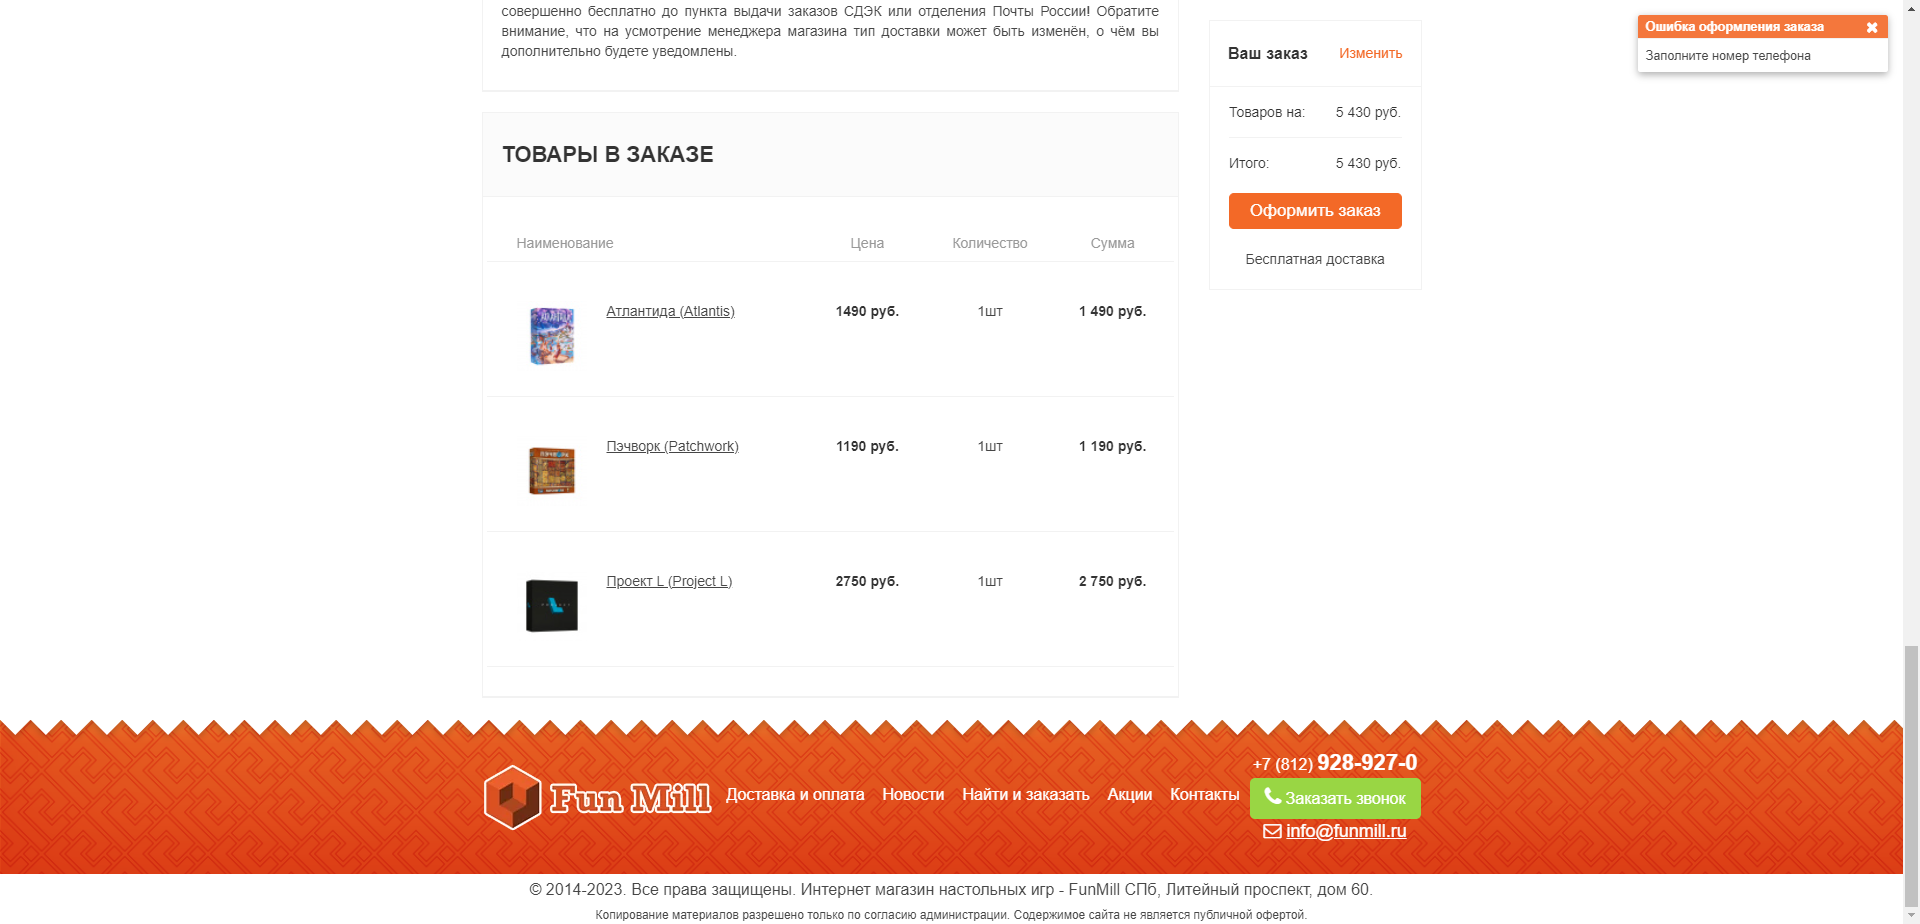 совершенно бесплатно до пункта выдачи заказов СДЭК или отделения Почты России! Обратите
внимание, что на усмотрение менеджера магазина тип доставки может быть изменён, о чём вы
дополнительно будете уведомлены.
ТОВАРЫ В ЗАКАЗЕ
Наименование Цена Количество Сумма
Атлантида (Atlantis) 1490 руб. 1шт 1 490 руб.
Пэчворк (Patchwork) 1190 руб. 1шт 1 190 руб.
Проект L (Project L) 2750 руб. 1шт 2 750 руб.
Ваш заказ Изменить
Товаров на: 5 430 руб.
Итого: 5 430 руб.
Оформить заказ
Бесплатная доставка
Ошибка оформления заказа
Заполните номер телефона
Fun Mill
Доставка и оплата Новости Найти и заказать Акции Контакты
+7 (812) 928-927-0
Заказать звонок
info@funmill.ru
© 2014-2023. Все права защищены. Интернет магазин настольных игр - FunMill СПб, Литейный проспект, дом 60.
Копирование материалов разрешено только по согласию администрации. Содержимое сайта не является публичной офертой.